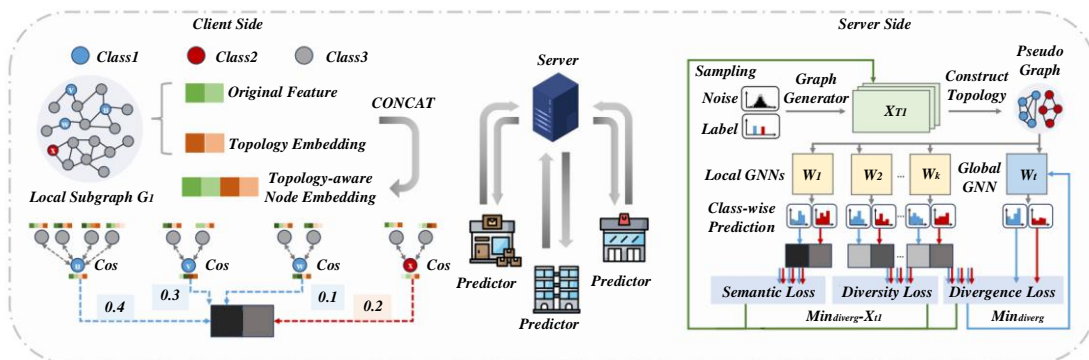 Client Side
Class1
Class2
Class3
Original Feature
CONCAT
Topology Embedding
Topology-aware
Node Embedding
Local Subgraph G1
v
u
w
x
Cos
Cos
Cos
Cos
u
v
w
x
0.4
0.3
0.1
0.2
Server
Predictor
Predictor
Predictor
Server Side
Sampling
Noise
Label
Graph
Generator
XT1
Construct
Topology
Pseudo
Graph
Local GNNs
W1
W2
...
Wk
Global
GNN
Wt
Class-wise
Prediction
...
Semantic Loss
Diversity Loss
Divergence Loss
Mindiverg-Xt1
Mindiverg